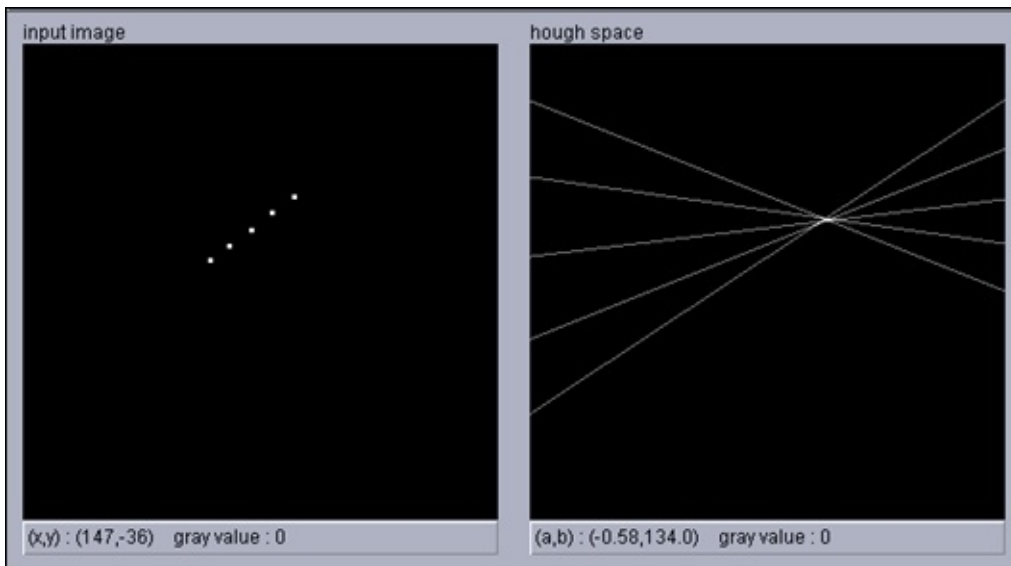 input image
hough space
(x,y) : (147,-36) gray value : 0
(a,b) : (-0.58,134.0) gray value : 0